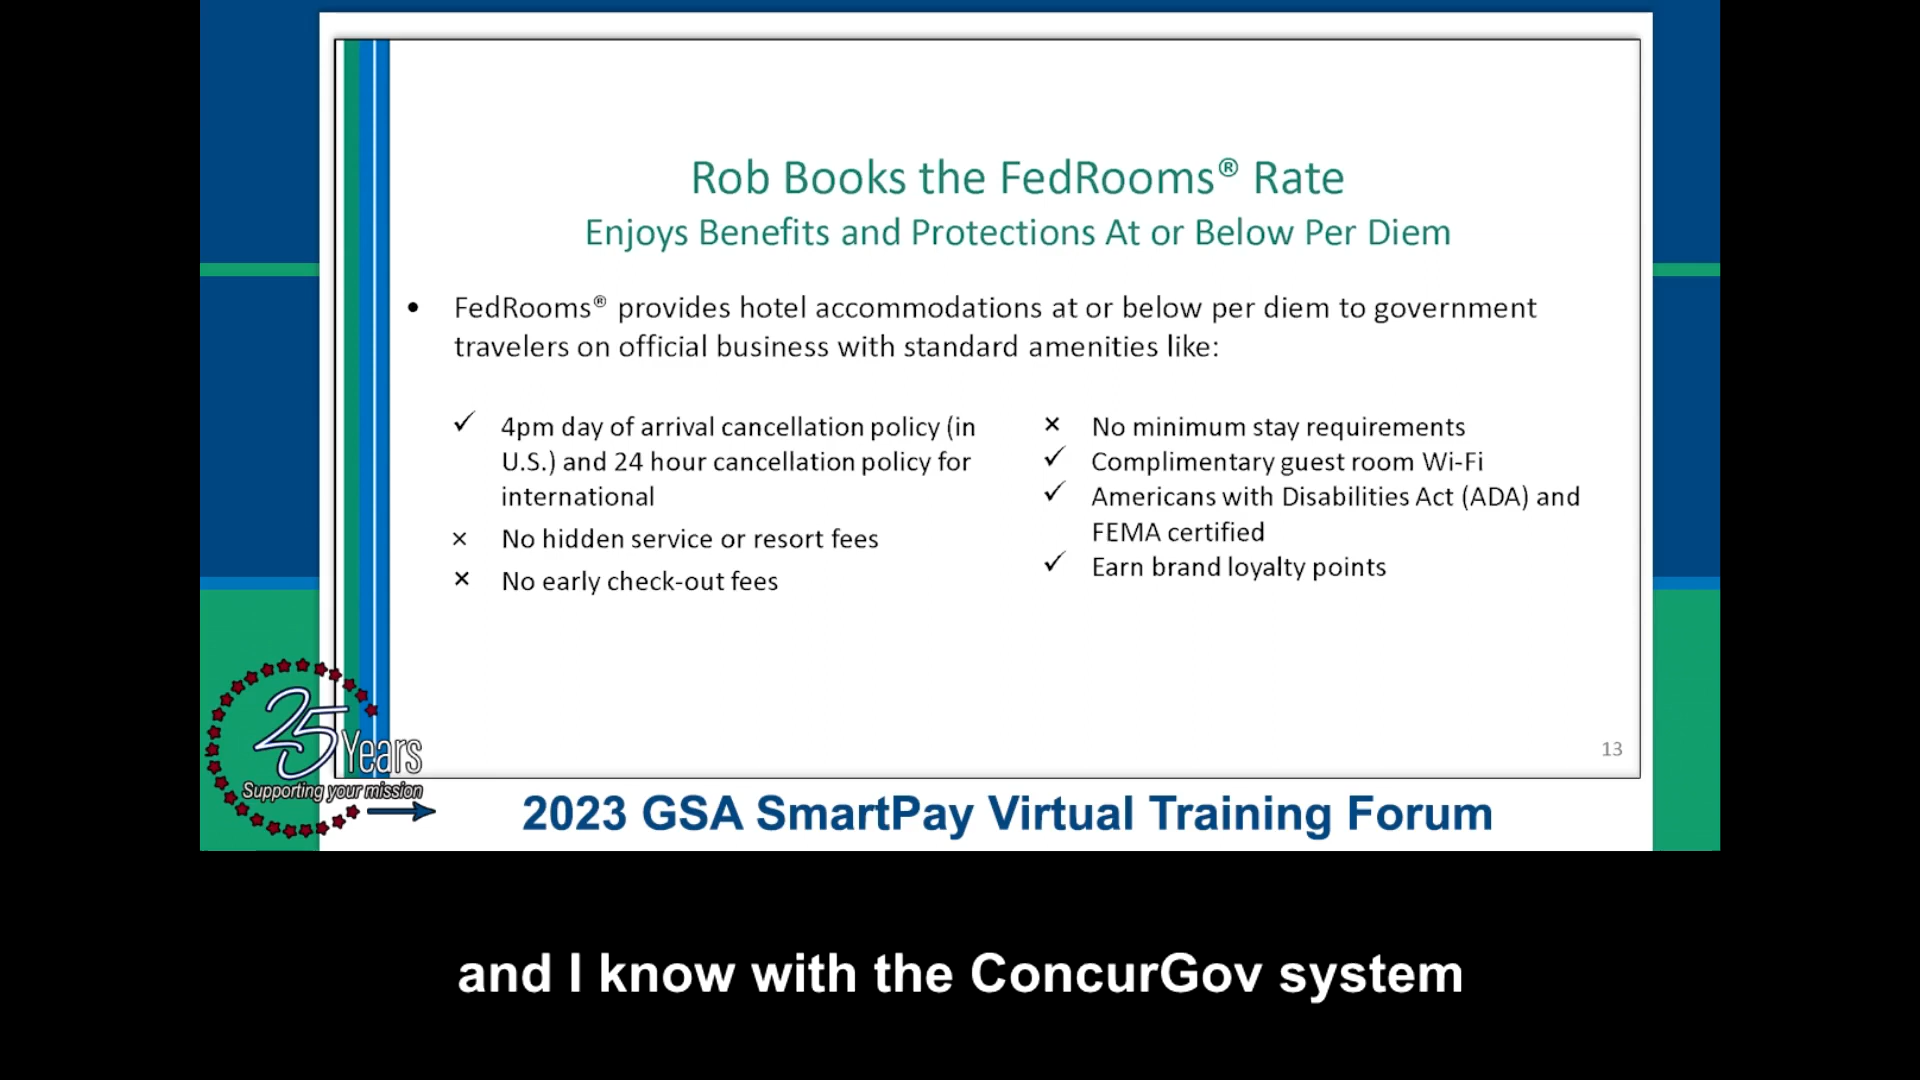 Rob Books the FedRooms® Rate
Enjoys Benefits and Protections At or Below Per Diem
• FedRooms® provides hotel accommodations at or below per diem to government
travelers on official business with standard amenities like:
✓ 4pm day of arrival cancellation policy (in
U.S.) and 24 hour cancellation policy for
international
× No hidden service or resort fees
× No early check-out fees
× No minimum stay requirements
✓ Complimentary guest room Wi-Fi
✓ Americans with Disabilities Act (ADA) and
FEMA certified
✓ Earn brand loyalty points
13
25 Years
Supporting your mission
2023 GSA SmartPay Virtual Training Forum
and I know with the ConcurGov system